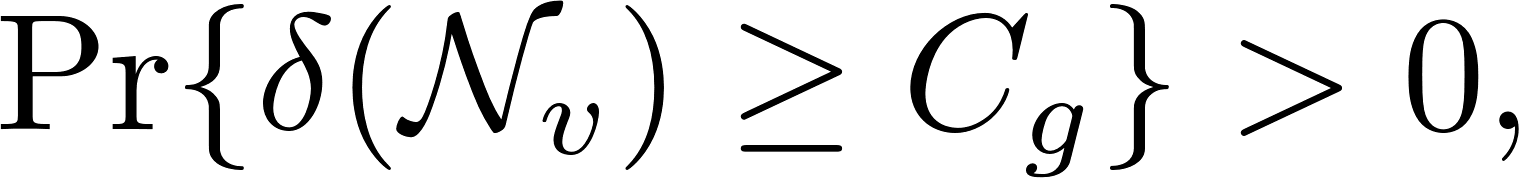 Pr{δ(𝒩_v) ≥ C_g} > 0,